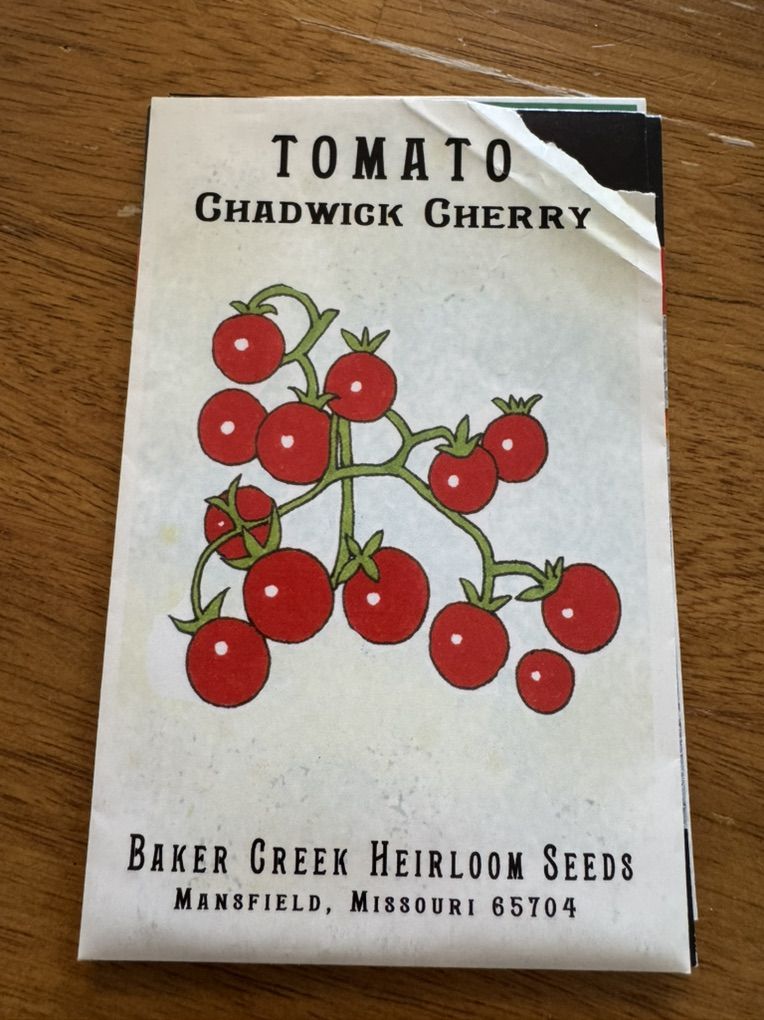 TOMATO
CHADWICK CHERRY
BAKER CREEK HEIRLOOM SEEDS
MANSFIELD, MISSOURI 65704